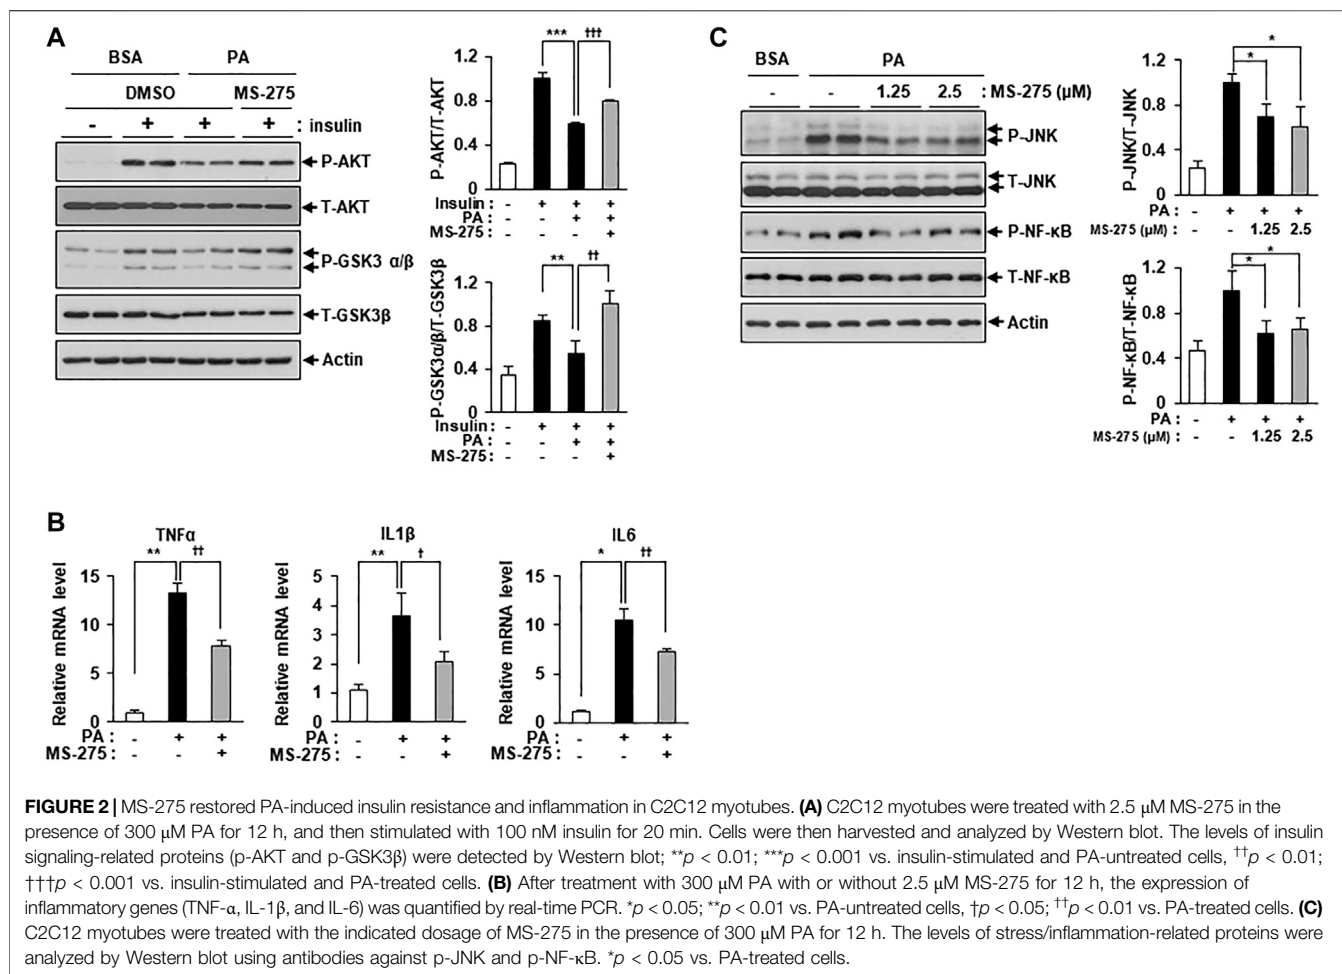 A
BSA PA
DMSO MS-275
- + + + : insulin
P-AKT
T-AKT
P-GSK3 α/β
T-GSK3β
Actin
*** †††
P-AKT/T-AKT
1.2
0.8
0.4
0
Insulin : - + + +
PA : - - + +
MS-275 : - - - +
** ††
P-GSK3α/β/T-GSK3β
1.2
0.8
0.4
0
Insulin : - + + +
PA : - - + +
MS-275 : - - - +
C
BSA PA
- - 1.25 2.5 : MS-275 (μM)
P-JNK
T-JNK
P-NF-κB
T-NF-κB
Actin
*
*
P-JNK/T-JNK
1.2
0.8
0.4
0
PA : - + + +
MS-275 (μM) : - - 1.25 2.5
*
*
P-NF-κB/T-NF-κB
1.2
0.8
0.4
0
PA : - + + +
MS-275 (μM) : - - 1.25 2.5
B
TNFα
** ††
Relative mRNA level
15
10
5
0
PA : - + +
MS-275 : - - +
IL1β
** †
Relative mRNA level
5
4
3
2
1
0
- + +
- - +
IL6
* ††
Relative mRNA level
15
10
5
0
- + +
- - +
FIGURE 2 | MS-275 restored PA-induced insulin resistance and inflammation in C2C12 myotubes. (A) C2C12 myotubes were treated with 2.5 μM MS-275 in the
presence of 300 μM PA for 12 h, and then stimulated with 100 nM insulin for 20 min. Cells were then harvested and analyzed by Western blot. The levels of insulin
signaling-related proteins (p-AKT and p-GSK3β) were detected by Western blot; **p < 0.01; ***p < 0.001 vs. insulin-stimulated and PA-untreated cells, ††p < 0.01;
†††p < 0.001 vs. insulin-stimulated and PA-treated cells. (B) After treatment with 300 μM PA with or without 2.5 μM MS-275 for 12 h, the expression of
inflammatory genes (TNF-α, IL-1β, and IL-6) was quantified by real-time PCR. *p < 0.05; **p < 0.01 vs. PA-untreated cells, †p < 0.05; ††p < 0.01 vs. PA-treated cells. (C)
C2C12 myotubes were treated with the indicated dosage of MS-275 in the presence of 300 μM PA for 12 h. The levels of stress/inflammation-related proteins were
analyzed by Western blot using antibodies against p-JNK and p-NF-κB. *p < 0.05 vs. PA-treated cells.